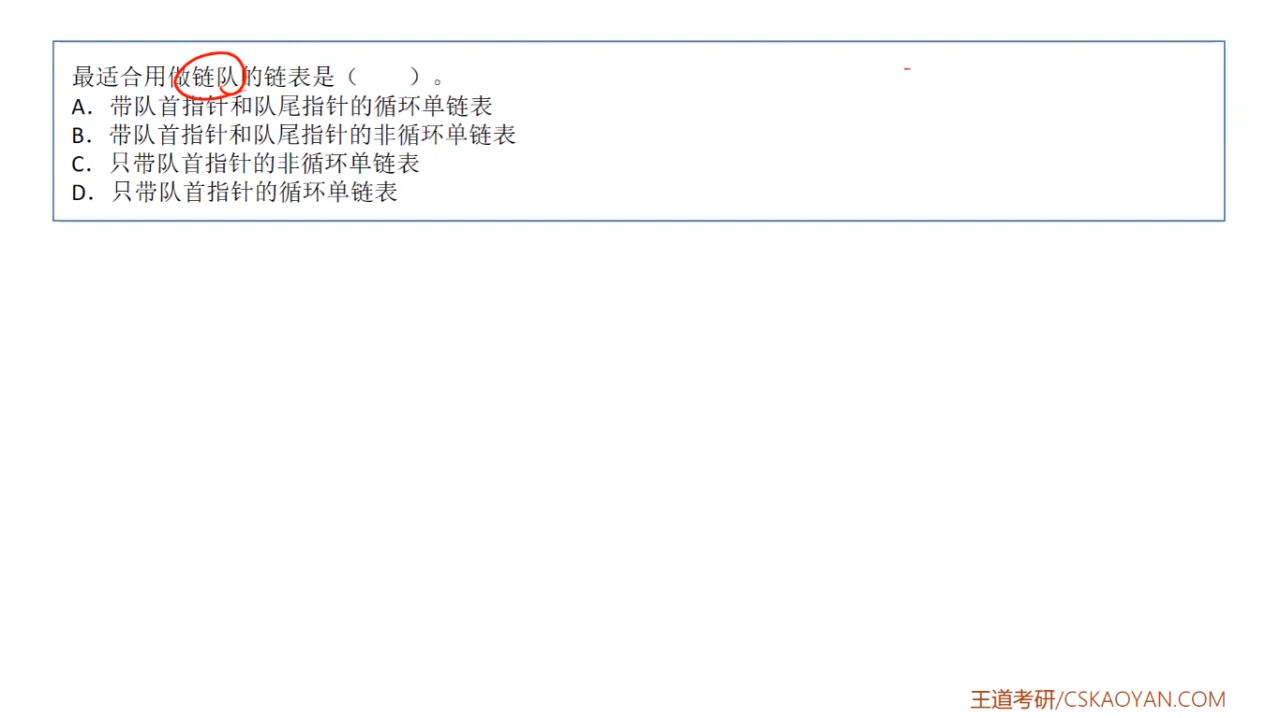 最适合用做链队的链表是（    ）。
A. 带队首指针和队尾指针的循环单链表
B. 带队首指针和队尾指针的非循环单链表
C. 只带队首指针的非循环单链表
D. 只带队首指针的循环单链表
王道考研/CSKAOYAN.COM